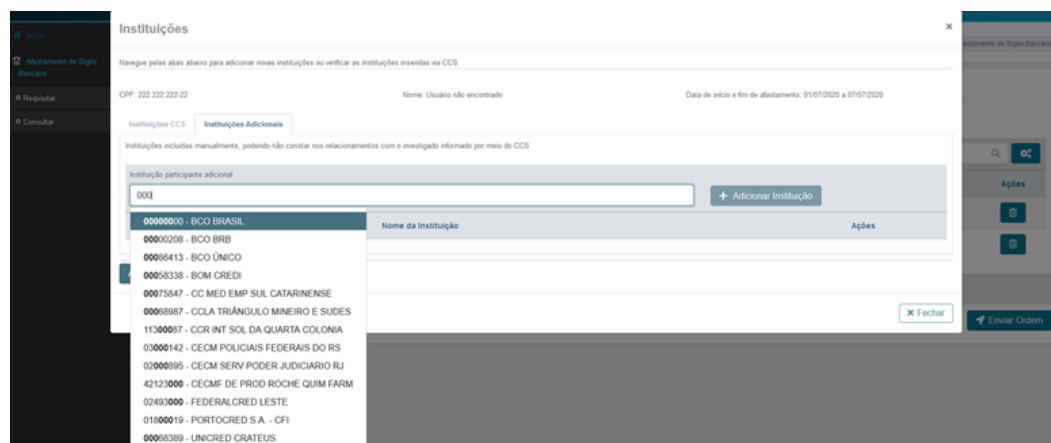 Instituições
×
Início
Afastamento de Sigilo
Bancário
Requisitar
Consultar
Afastamento de Sigilo Bancário
Navegue pelas abas abaixo para adicionar novas instituições ou verificar as instituições inseridas via CCS.
CPF: 222.222.222-22 Nome: Usuário não encontrado Data de início e fim de afastamento: 01/07/2020 a 07/07/2020
Instituições CCS Instituições Adicionais
Instituições incluídas manualmente, podendo não constar nos relacionamentos com o investigado informado por meio do CCS
Instituição participante adicional
000
+ Adicionar Instituição
Nome da Instituição Ações
Ações
00000000 - BCO BRASIL
00000208 - BCO BRB
00086413 - BCO ÚNICO
00058338 - BOM CREDI
00075847 - CC MED EMP SUL CATARINENSE
00068987 - CCLA TRIÂNGULO MINEIRO E SUDES
11300087 - CCR INT SOL DA QUARTA COLONIA
03000142 - CECM POLICIAIS FEDERAIS DO RS
02000895 - CECM SERV PODER JUDICIARIO RJ
42123000 - CECMF DE PROD ROCHE QUIM FARM
02493000 - FEDERALCRED LESTE
01800019 - PORTOCRED S.A. - CFI
00068389 - UNICRED CRATEUS
× Fechar
Enviar Ordem